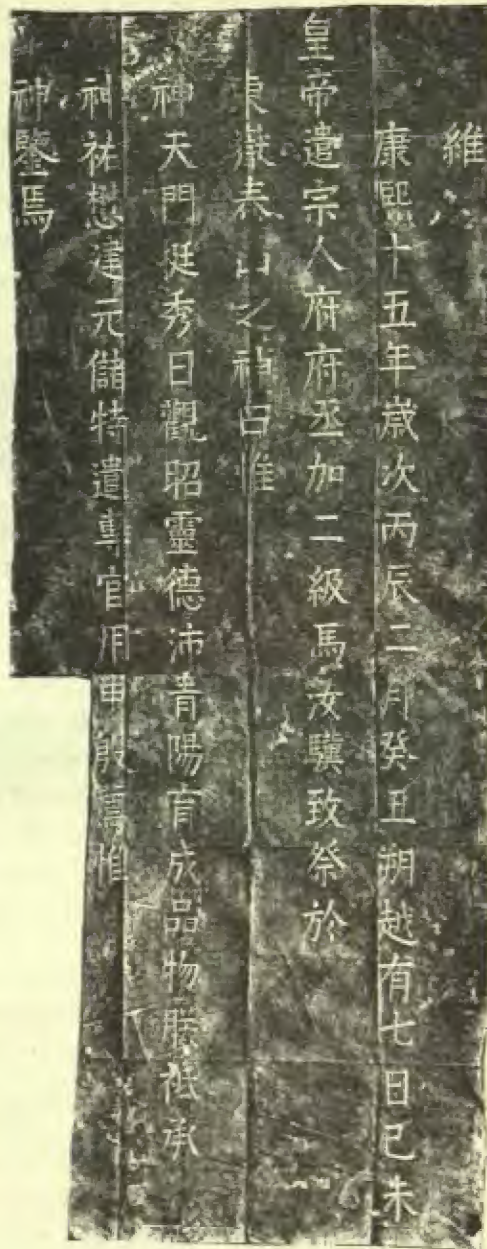 維
康熙十五年歲次丙辰二月癸丑朔越有七日己未
皇帝遣宗人府府丞加二級馬汝驥致祭於
東嶽泰山之神曰惟
神天門挺秀日觀昭靈德沛青陽育成品物朕祗承
神祐懋建元儲特遣專官用申殷薦惟
神鑒焉